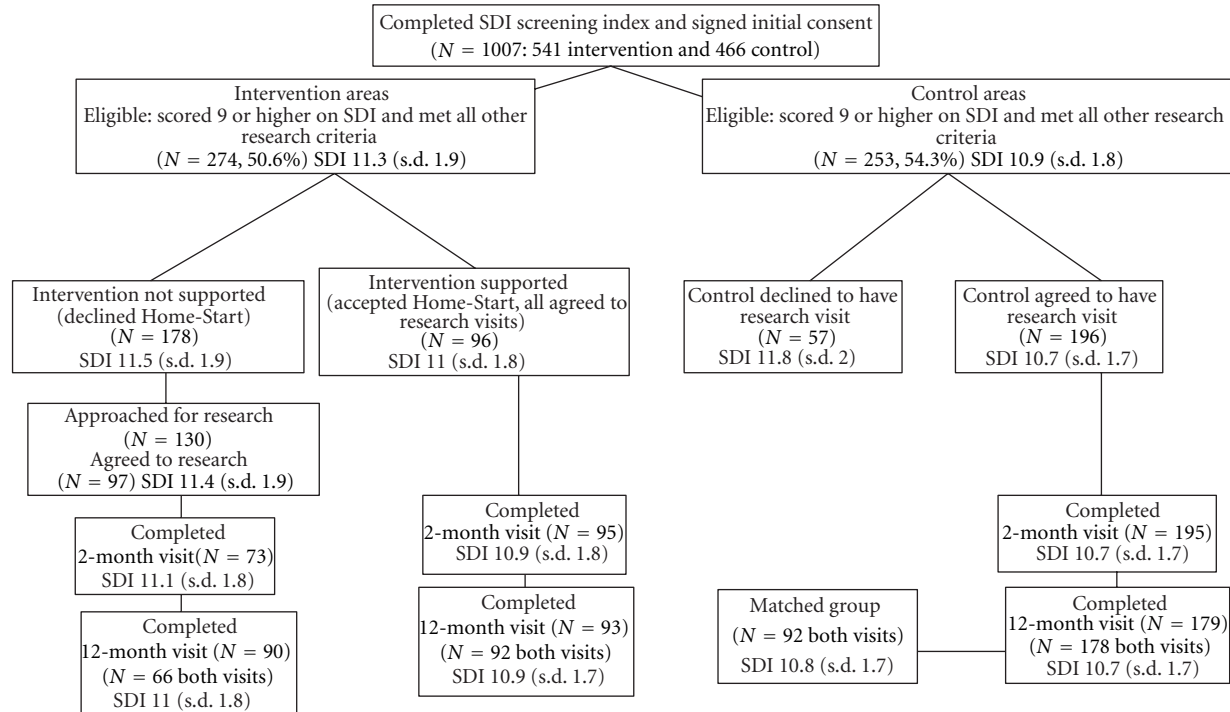 Completed SDI screening index and signed initial consent
(N = 1007: 541 intervention and 466 control)
Intervention areas
Eligible: scored 9 or higher on SDI and met all other
research criteria
(N = 274, 50.6%) SDI 11.3 (s.d. 1.9)
Control areas
Eligible: scored 9 or higher on SDI and met all other research
criteria
(N = 253, 54.3%) SDI 10.9 (s.d. 1.8)
Intervention not supported
(declined Home-Start)
(N = 178)
SDI 11.5 (s.d. 1.9)
Intervention supported
(accepted Home-Start, all agreed to
research visits)
(N = 96)
SDI 11 (s.d. 1.8)
Control declined to have
research visit
(N = 57)
SDI 11.8 (s.d. 2)
Control agreed to have
research visit
(N = 196)
SDI 10.7 (s.d. 1.7)
Approached for research
(N = 130)
Agreed to research
(N = 97) SDI 11.4 (s.d. 1.9)
Completed
2-month visit(N = 73)
SDI 11.1 (s.d. 1.8)
Completed
2-month visit (N = 95)
SDI 10.9 (s.d. 1.8)
Completed
2-month visit (N = 195)
SDI 10.7 (s.d. 1.7)
Completed
12-month visit (N = 90)
(N = 66 both visits)
SDI 11 (s.d. 1.8)
Completed
12-month visit (N = 93)
(N = 92 both visits)
SDI 10.9 (s.d. 1.7)
Matched group
(N = 92 both visits)
SDI 10.8 (s.d. 1.7)
Completed
12-month visit (N = 179)
(N = 178 both visits)
SDI 10.7 (s.d. 1.7)